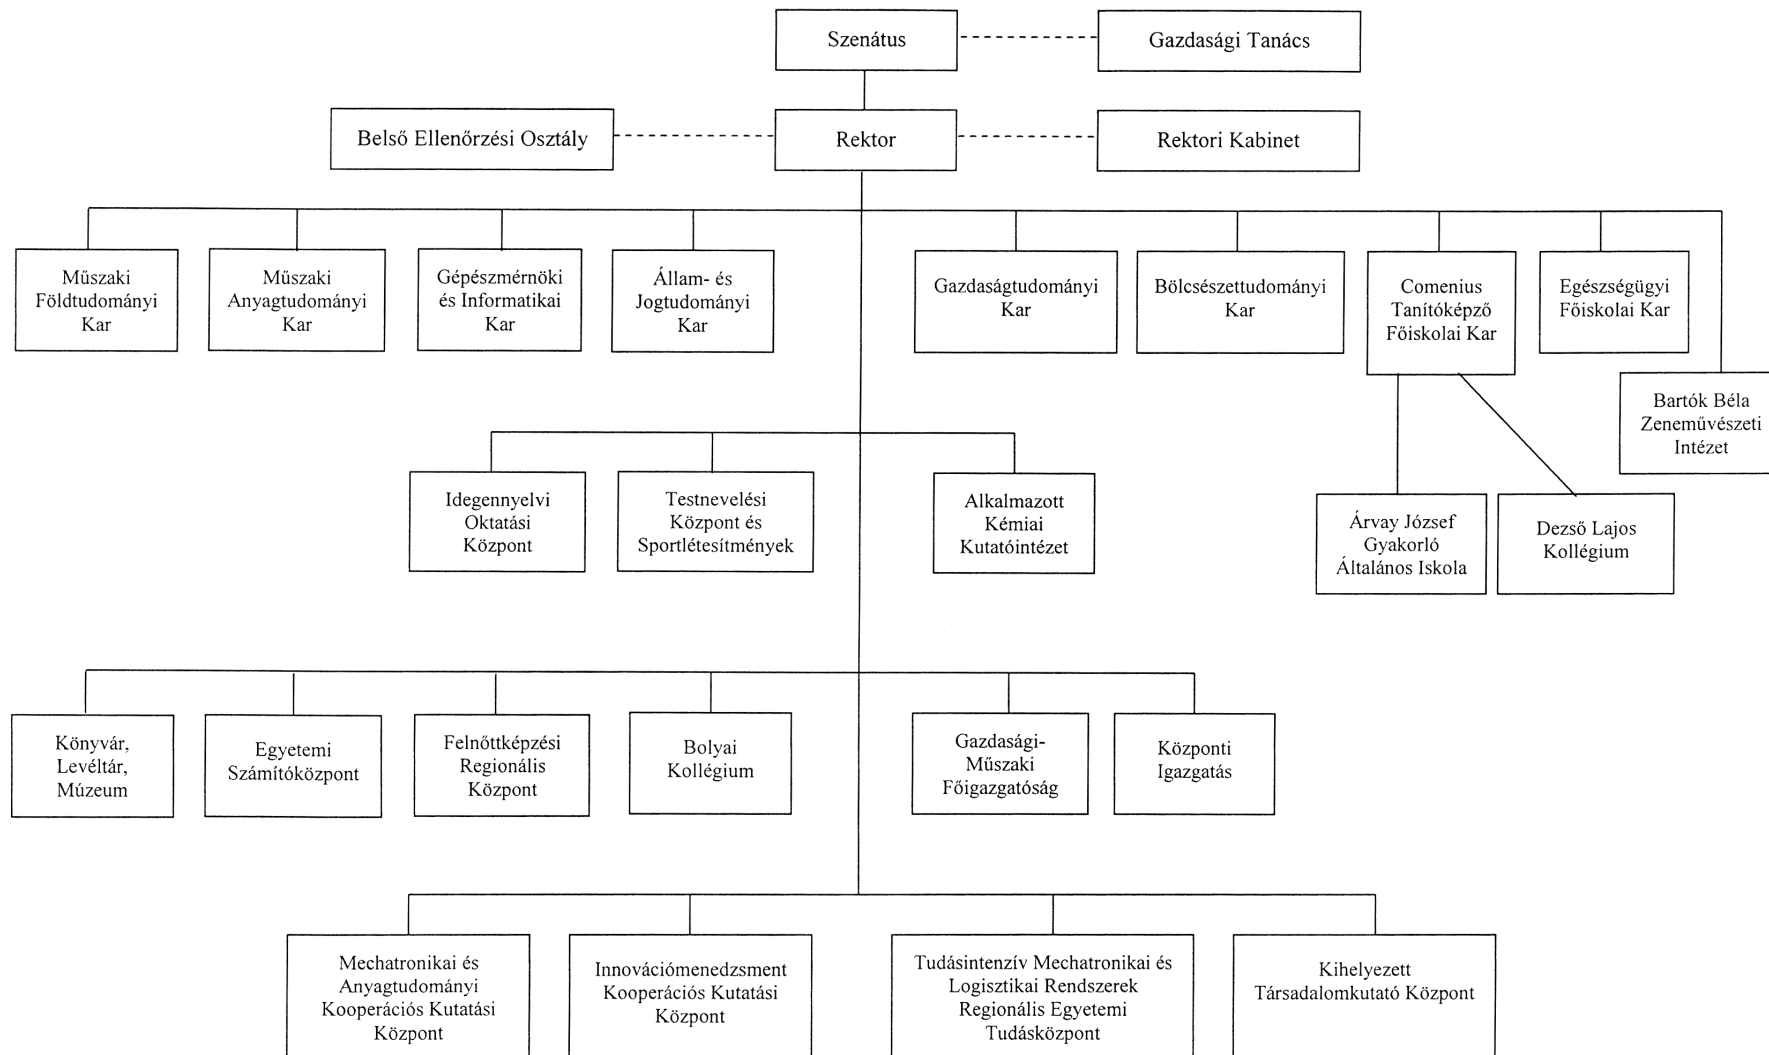 Szenátus
Gazdasági Tanács
Belső Ellenőrzési Osztály
Rektor
Rektori Kabinet
Műszaki
Földtudományi
Kar
Műszaki
Anyagtudományi
Kar
Gépészmérnöki
és Informatikai
Kar
Állam- és
Jogtudományi
Kar
Gazdaságtudományi
Kar
Bölcsészettudományi
Kar
Comenius
Tanítóképző
Főiskolai Kar
Egészségügyi
Főiskolai Kar
Bartók Béla
Zeneművészeti
Intézet
Idegennyelvi
Oktatási
Központ
Testnevelési
Központ és
Sportlétesítmények
Alkalmazott
Kémiai
Kutatóintézet
Árvay József
Gyakorló
Általános Iskola
Dezső Lajos
Kollégium
Könyvár,
Levéltár,
Múzeum
Egyetemi
Számítóközpont
Felnőttképzési
Regionális
Központ
Bolyai
Kollégium
Gazdasági-
Műszaki
Főigazgatóság
Központi
Igazgatás
Mechatronikai és
Anyagtudományi
Kooperációs Kutatási
Központ
Innovációmenedzsment
Kooperációs Kutatási
Központ
Tudásintenzív Mechatronikai és
Logisztikai Rendszerek
Regionális Egyetemi
Tudásközpont
Kihelyezett
Társadalomkutató Központ